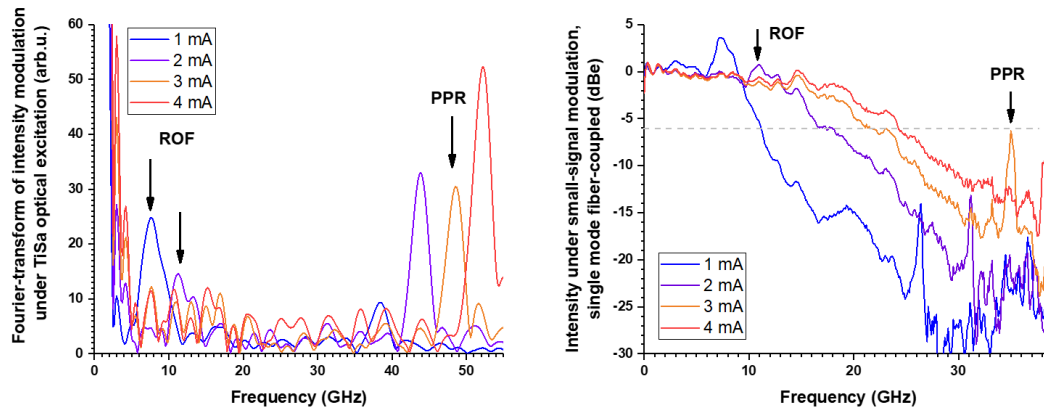 Fourier-transform of intensity modulation
under TiSa optical excitation (arb.u.)
60
50
40
30
20
10
0
0 10 20 30 40 50
Frequency (GHz)
1 mA
2 mA
3 mA
4 mA
ROF
PPR
Intensity under small-signal modulation,
single mode fiber-coupled (dBe)
5
0
-5
-10
-15
-20
-25
-30
0 10 20 30
Frequency (GHz)
ROF
PPR
1 mA
2 mA
3 mA
4 mA